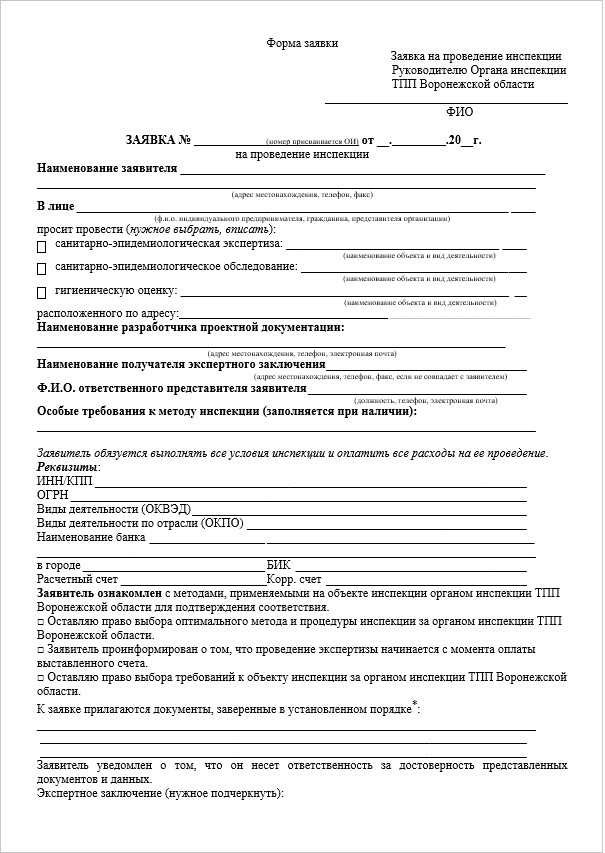 Форма заявки
Заявка на проведение инспекции
Руководителю Органа инспекции
ТПП Воронежской области
ФИО
ЗАЯВКА № ____________________ (номер присваивается ОИ) от __.________.20__г.
на проведение инспекции
Наименование заявителя
(адрес местонахождения, телефон, факс)
В лице
(ф.и.о. индивидуального предпринимателя, гражданина, представителя организации)
просит провести (нужное выбрать, вписать):
□ санитарно-эпидемиологическая экспертиза:
(наименование объекта и вид деятельности)
□ санитарно-эпидемиологическое обследование:
(наименование объекта и вид деятельности)
□ гигиеническую оценку:
(наименование объекта и вид деятельности)
расположенного по адресу:
Наименование разработчика проектной документации:
(адрес местонахождения, телефон, электронная почта)
Наименование получателя экспертного заключения
(адрес местонахождения, телефон, факс, если не совпадает с заявителем)
Ф.И.О. ответственного представителя заявителя
(должность, телефон, электронная почта)
Особые требования к методу инспекции (заполняется при наличии):
Заявитель обязуется выполнять все условия инспекции и оплатить все расходы на ее проведение.
Реквизиты:
ИНН/КПП
ОГРН
Виды деятельности (ОКВЭД)
Виды деятельности по отрасли (ОКПО)
Наименование банка
в городе БИК
Расчетный счет Корр. счет
Заявитель ознакомлен с методами, применяемыми на объекте инспекции органом инспекции ТПП
Воронежской области для подтверждения соответствия.
□ Оставляю право выбора оптимального метода и процедуры инспекции за органом инспекции ТПП
Воронежской области.
□ Заявитель проинформирован о том, что проведение экспертизы начинается с момента оплаты
выставленного счета.
□ Оставляю право выбора требований к объекту инспекции за органом инспекции ТПП Воронежской
области.
К заявке прилагаются документы, заверенные в установленном порядке*:
Заявитель уведомлен о том, что он несет ответственность за достоверность представленных
документов и данных.
Экспертное заключение (нужное подчеркнуть):